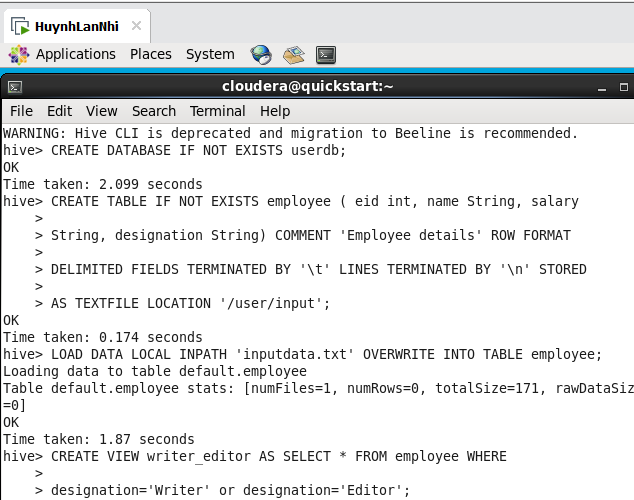 HuynhLanNhi
Applications Places System
cloudera@quickstart:~
File Edit View Search Terminal Help
WARNING: Hive CLI is deprecated and migration to Beeline is recommended.
hive> CREATE DATABASE IF NOT EXISTS userdb;
OK
Time taken: 2.099 seconds
hive> CREATE TABLE IF NOT EXISTS employee ( eid int, name String, salary
    >
    > String, designation String) COMMENT 'Employee details' ROW FORMAT
    >
    > DELIMITED FIELDS TERMINATED BY '\t' LINES TERMINATED BY '\n' STORED
    >
    > AS TEXTFILE LOCATION '/user/input';
OK
Time taken: 0.174 seconds
hive> LOAD DATA LOCAL INPATH 'inputdata.txt' OVERWRITE INTO TABLE employee;
Loading data to table default.employee
Table default.employee stats: [numFiles=1, numRows=0, totalSize=171, rawDataSiz
=0]
OK
Time taken: 1.87 seconds
hive> CREATE VIEW writer_editor AS SELECT * FROM employee WHERE
    >
    > designation='Writer' or designation='Editor';